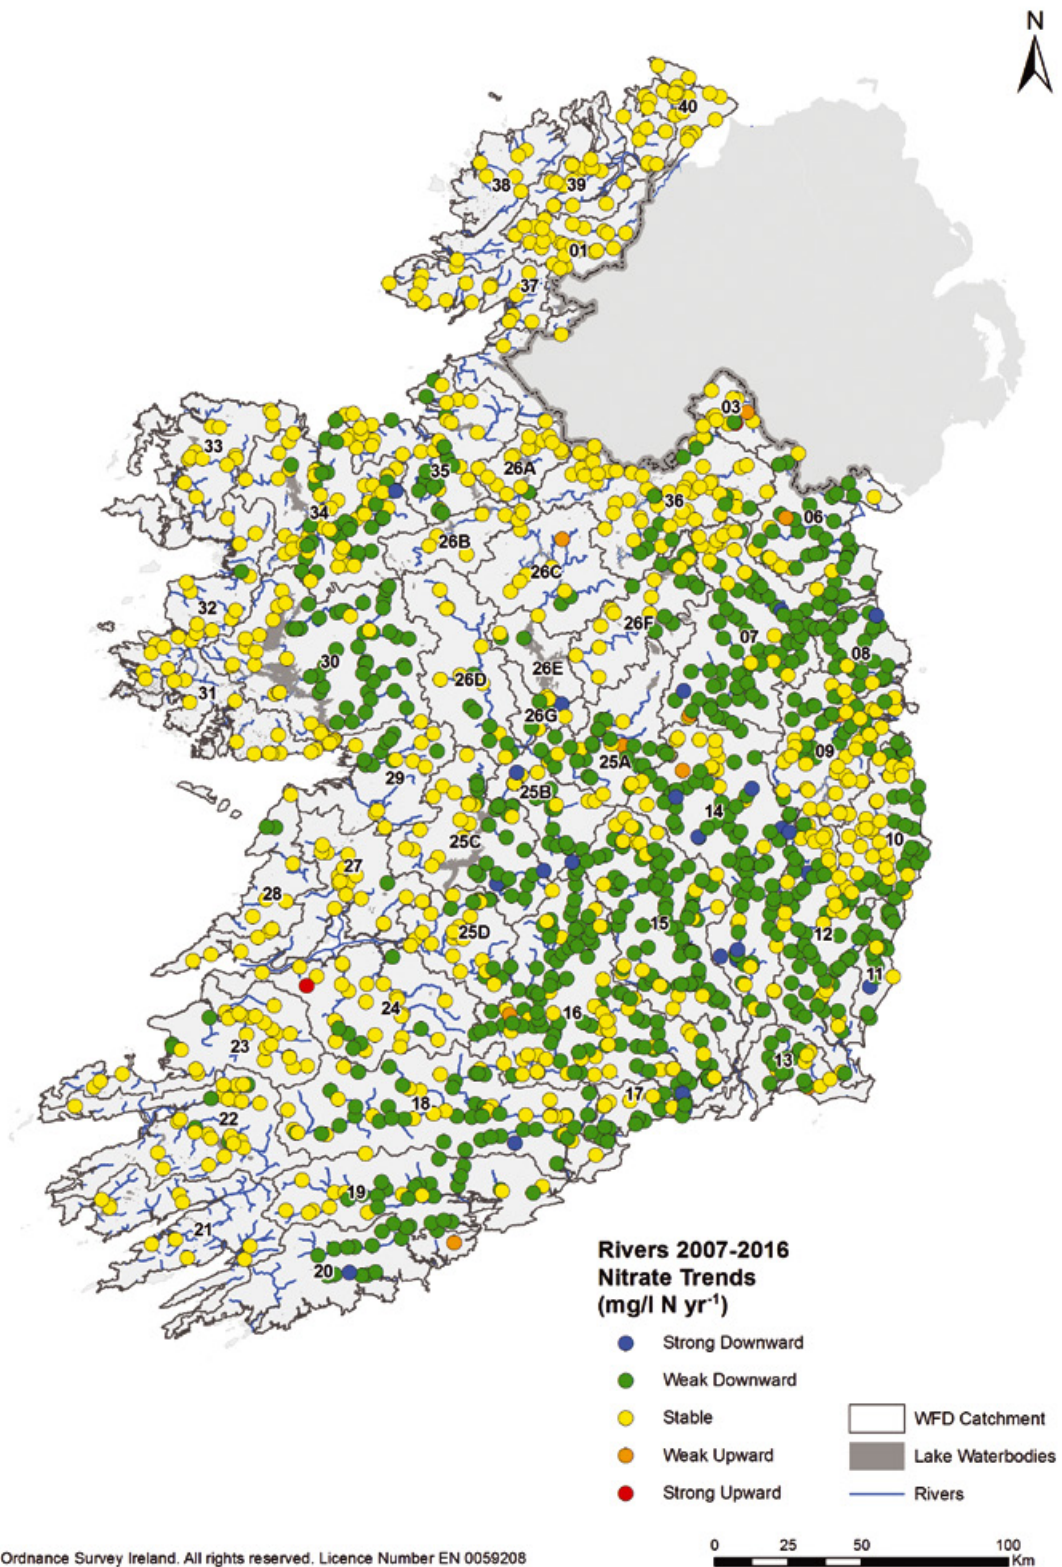 N
40
38
39
01
37
03
33
26A
35
36
34
06
26B
26C
32
26F
07
08
30
26E
31
26D
26G
09
25A
29
25B
14
10
25C
27
28
15
25D
12
11
16
24
23
13
17
18
22
19
21
20
Rivers 2007-2016
Nitrate Trends
(mg/l N yr-1)
Strong Downward
Weak Downward
Stable
WFD Catchment
Weak Upward
Lake Waterbodies
Strong Upward
Rivers
Ordnance Survey Ireland. All rights reserved. Licence Number EN 0059208
0 25 50 100
Km